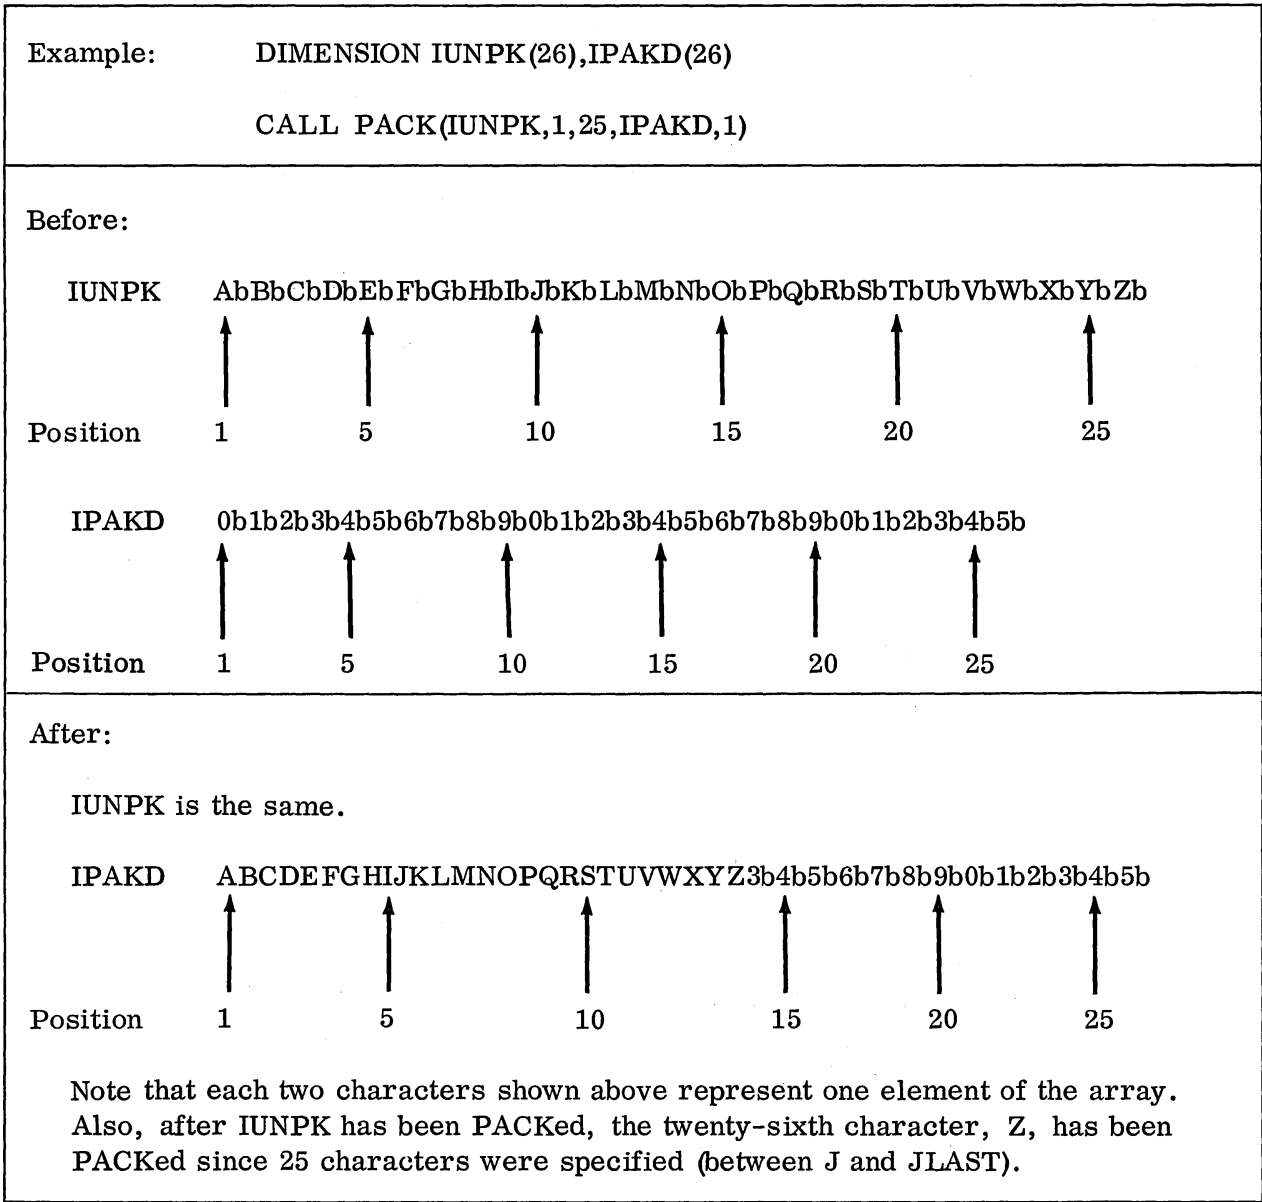 Example: DIMENSION IUNPK(26),IPAKD(26)
CALL PACK(IUNPK,1,25,IPAKD,1)
Before:
IUNPK AbBbCbDbEbFbGbHbIbJbKbLbMbNbObPbQbRbSbTbUbVbWbXbYbZb
Position 1 5 10 15 20 25
IPAKD 0b1b2b3b4b5b6b7b8b9b0b1b2b3b4b5b6b7b8b9b0b1b2b3b4b5b
Position 1 5 10 15 20 25
After:
IUNPK is the same.
IPAKD ABCDEFGHIJKLMNOPQRSTUVWXYZ3b4b5b6b7b8b9b0b1b2b3b4b5b
Position 1 5 10 15 20 25
Note that each two characters shown above represent one element of the array.
Also, after IUNPK has been PACKed, the twenty-sixth character, Z, has been
PACKed since 25 characters were specified (between J and JLAST).